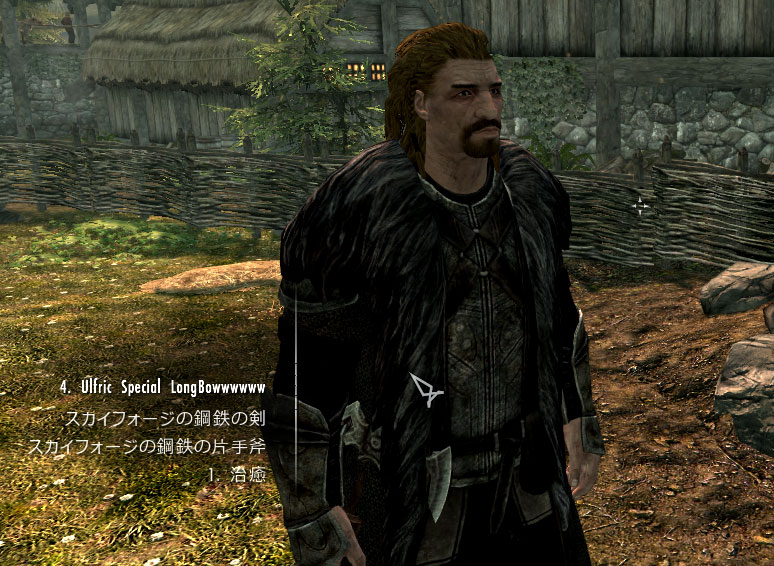 4. Ulfric Special LongBowwwwww
スカイフォージの鋼鉄の剣
スカイフォージの鋼鉄の片手斧
1. 治癒